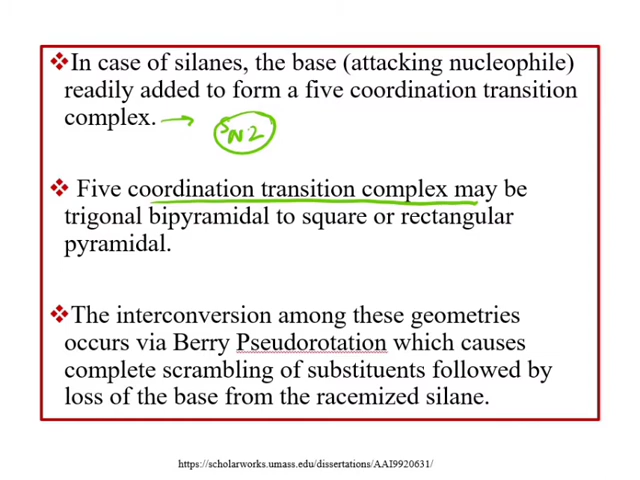 ❖In case of silanes, the base (attacking nucleophile)
readily added to form a five coordination transition
complex. → SN2
❖ Five coordination transition complex may be
trigonal bipyramidal to square or rectangular
pyramidal.
❖The interconversion among these geometries
occurs via Berry Pseudorotation which causes
complete scrambling of substituents followed by
loss of the base from the racemized silane.
https://scholarworks.umass.edu/dissertations/AAI9920631/